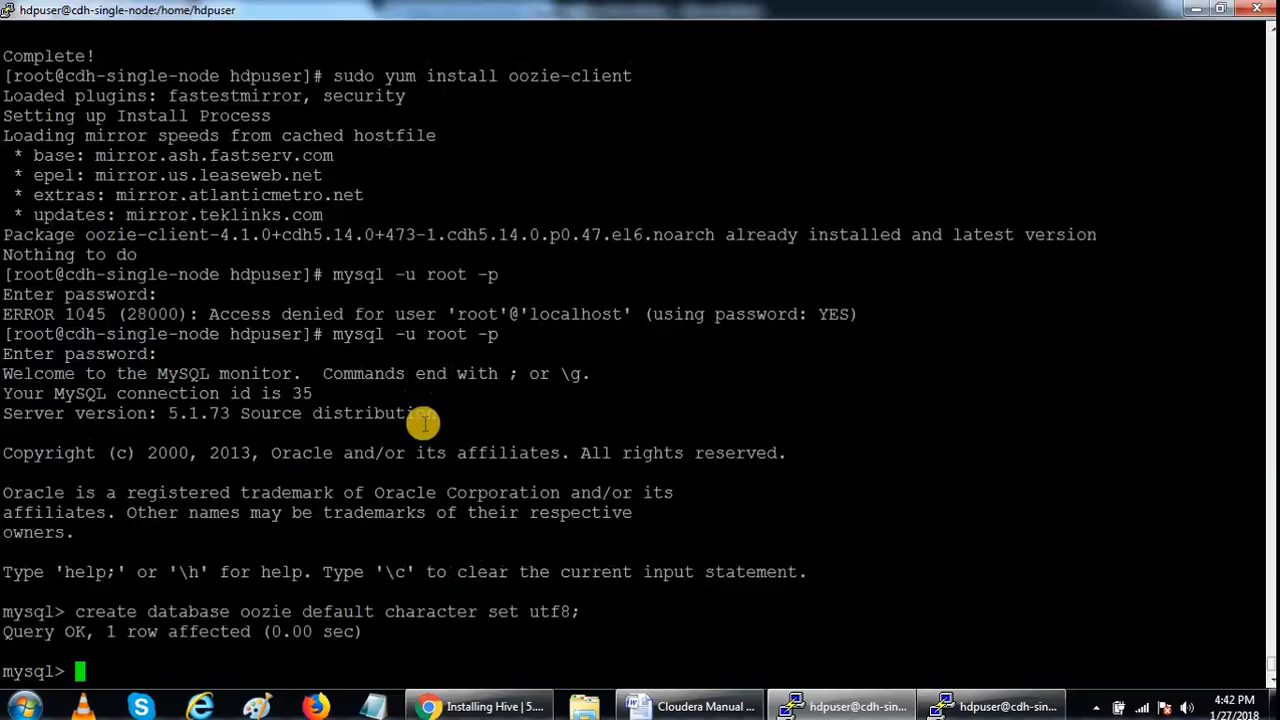 hdpuser@cdh-single-node:/home/hdpuser
Complete!
[root@cdh-single-node hdpuser]# sudo yum install oozie-client
Loaded plugins: fastestmirror, security
Setting up Install Process
Loading mirror speeds from cached hostfile
* base: mirror.ash.fastserv.com
* epel: mirror.us.leaseweb.net
* extras: mirror.atlanticmetro.net
* updates: mirror.teklinks.com
Package oozie-client-4.1.0+cdh5.14.0+473-1.cdh5.14.0.p0.47.el6.noarch already installed and latest version
Nothing to do
[root@cdh-single-node hdpuser]# mysql -u root -p
Enter password:
ERROR 1045 (28000): Access denied for user 'root'@'localhost' (using password: YES)
[root@cdh-single-node hdpuser]# mysql -u root -p
Enter password:
Welcome to the MySQL monitor.  Commands end with ; or \g.
Your MySQL connection id is 35
Server version: 5.1.73 Source distribution
Copyright (c) 2000, 2013, Oracle and/or its affiliates. All rights reserved.
Oracle is a registered trademark of Oracle Corporation and/or its
affiliates. Other names may be trademarks of their respective
owners.
Type 'help;' or '\h' for help. Type '\c' to clear the current input statement.
mysql> create database oozie default character set utf8;
Query OK, 1 row affected (0.00 sec)
mysql>
Installing Hive | 5....
Cloudera Manual ...
hdpuser@cdh-sin...
hdpuser@cdh-sin...
4:42 PM
1/27/2018